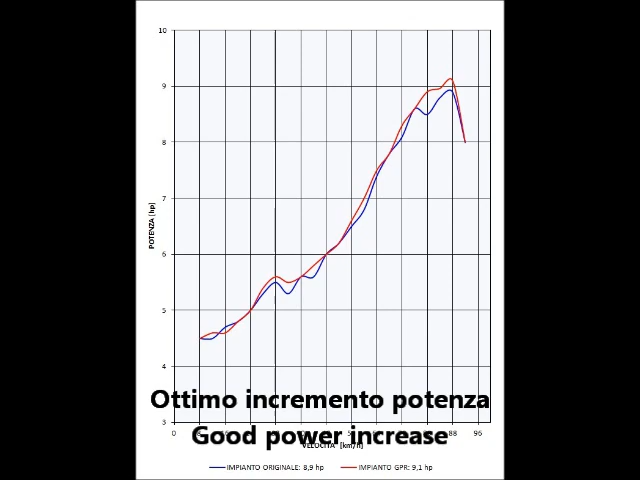 10
9
8
7
6
5
4
3
POTENZA [hp]
Ottimo incremento potenza
Good power increase
0
88
96
VELOCITA' [km/h]
IMPIANTO ORIGINALE: 8,9 hp
IMPIANTO GPR: 9,1 hp